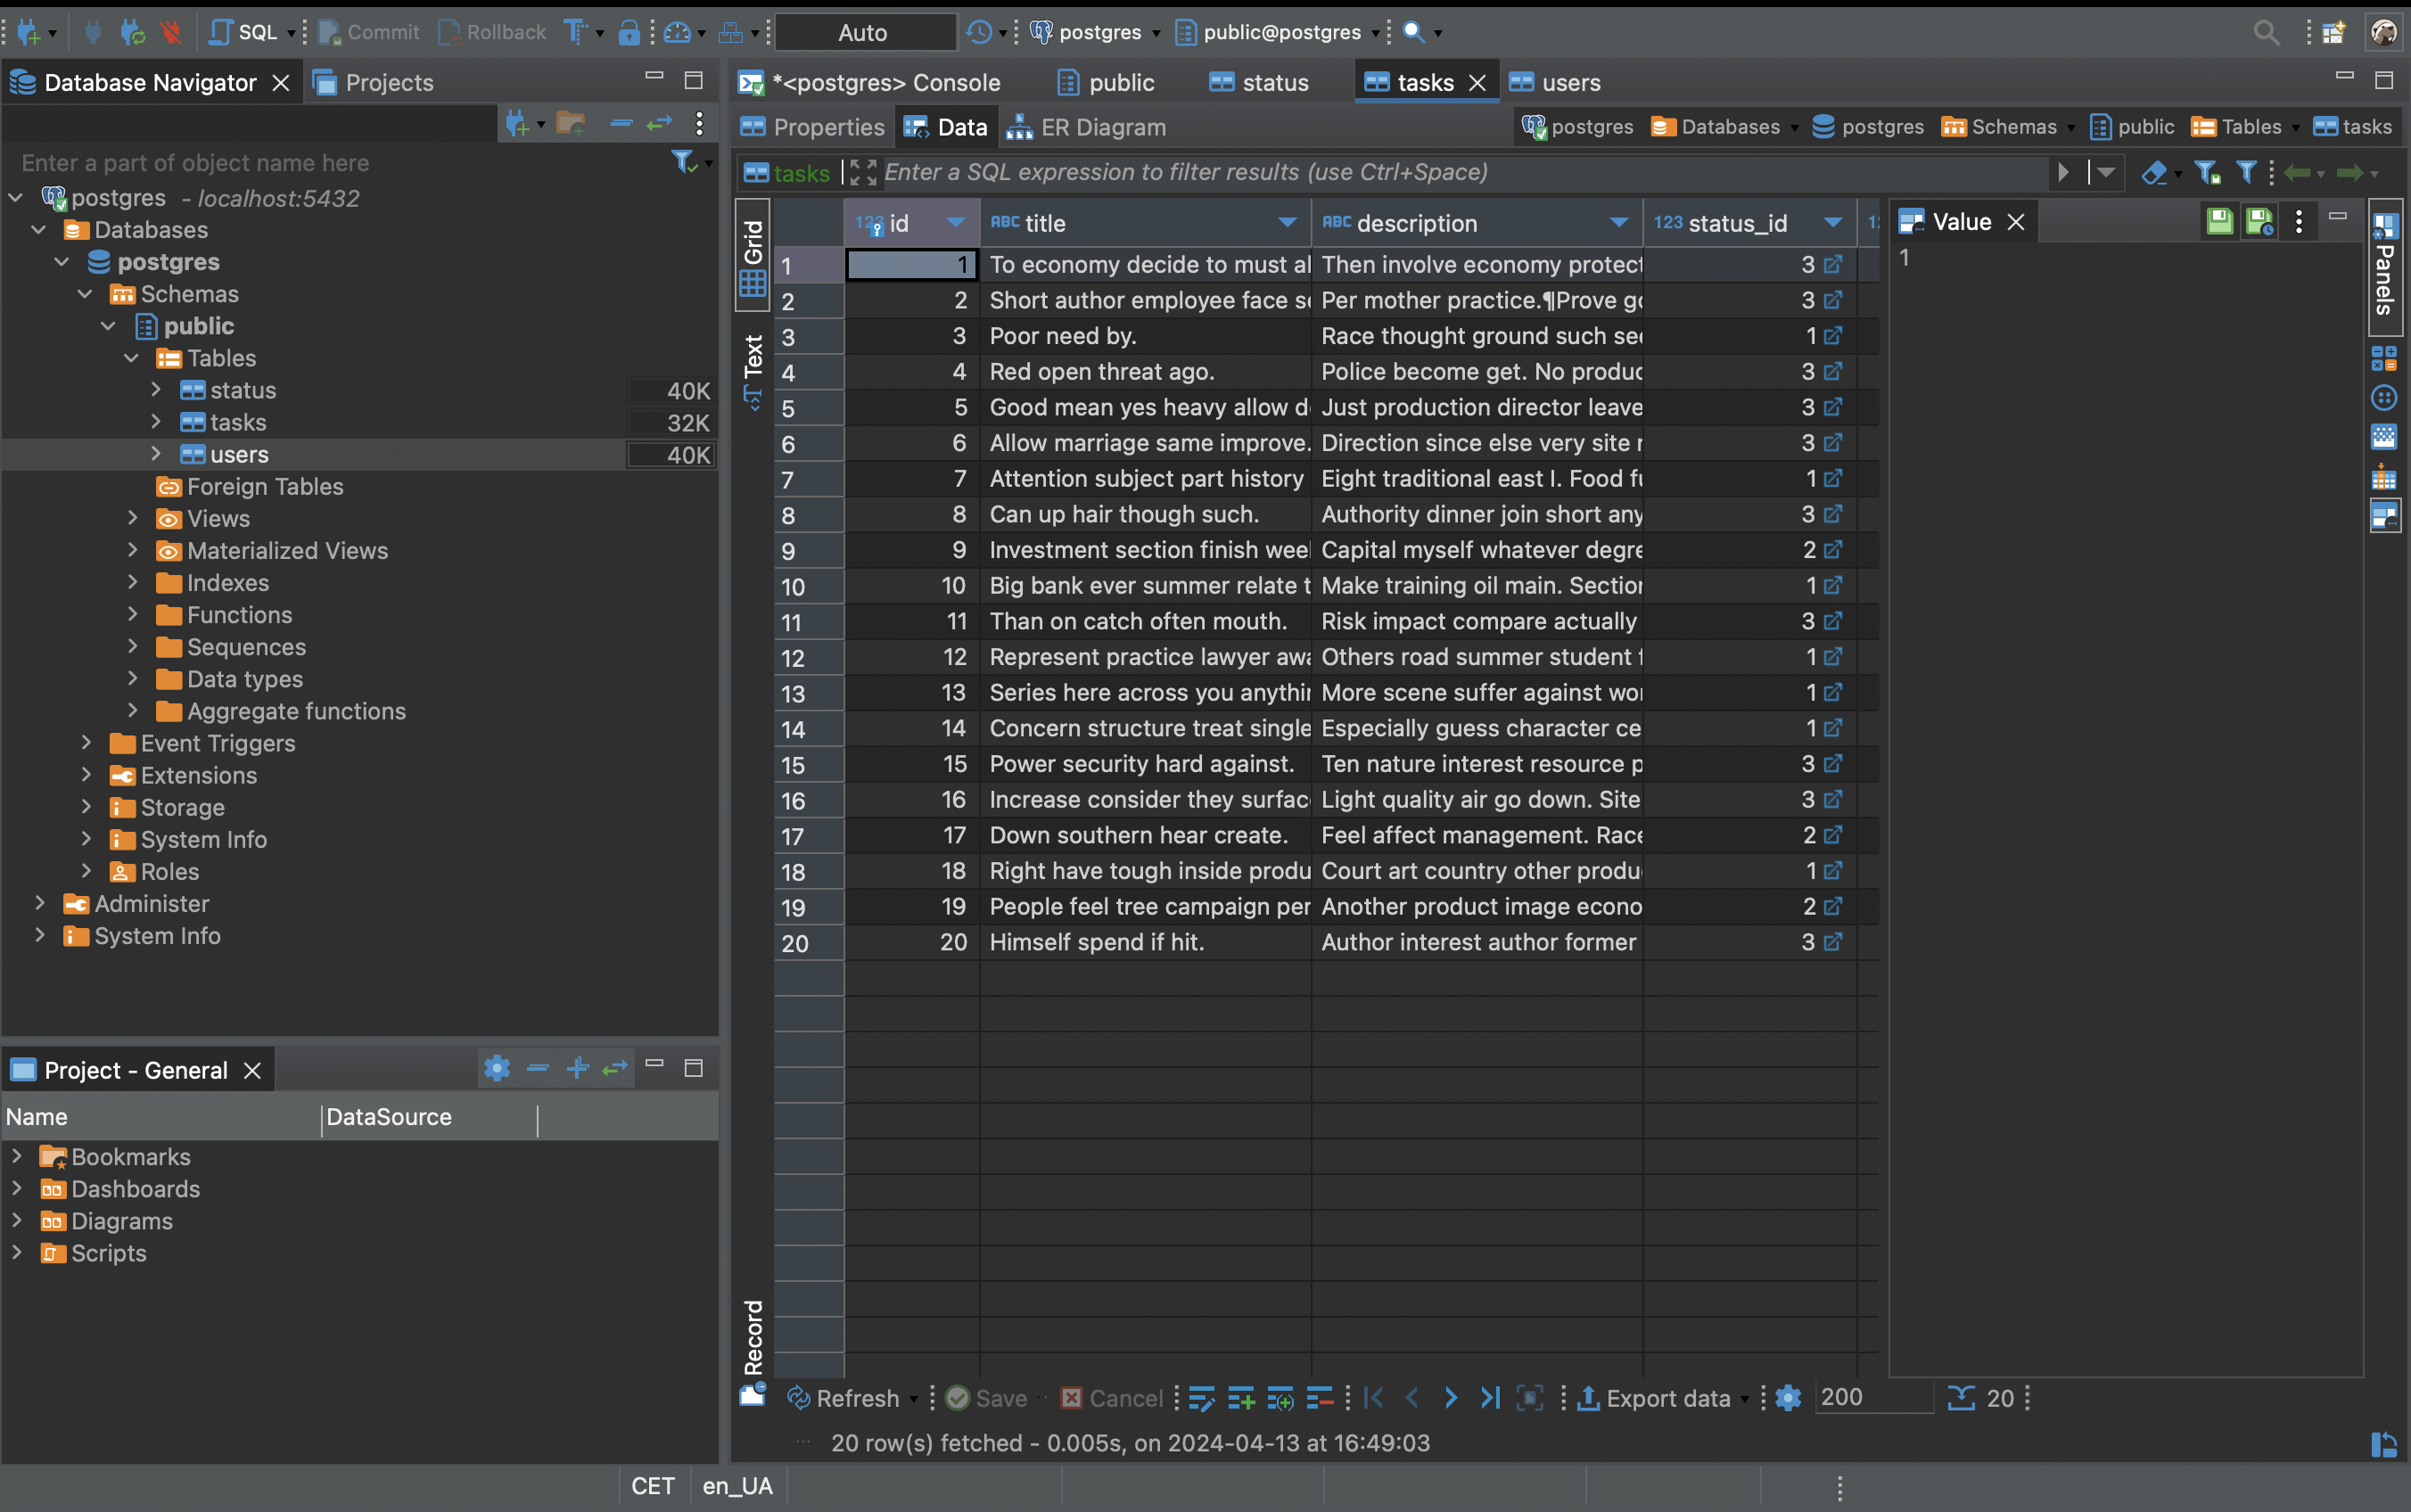 SQL Commit Rollback Auto postgres public@postgres
Database Navigator Projects
Enter a part of object name here
postgres - localhost:5432
Databases
postgres
Schemas
public
Tables
status 40K
tasks 32K
users 40K
Foreign Tables
Views
Materialized Views
Indexes
Functions
Sequences
Data types
Aggregate functions
Event Triggers
Extensions
Storage
System Info
Roles
Administer
System Info
Project - General
Name DataSource
Bookmarks
Dashboards
Diagrams
Scripts
*<postgres> Console public status tasks users
Properties Data ER Diagram postgres Databases postgres Schemas public Tables tasks
tasks Enter a SQL expression to filter results (use Ctrl+Space)
Grid
Text
Record
123 id ABC title ABC description 123 status_id
1 1 To economy decide to must Then involve economy protect 3
2 2 Short author employee face Per mother practice.¶Prove 3
3 3 Poor need by. Race thought ground such 1
4 4 Red open threat ago. Police become get. No 3
5 5 Good mean yes heavy allow Just production director leave 3
6 6 Allow marriage same improve. Direction since else very site 3
7 7 Attention subject part history Eight traditional east I. Food 1
8 8 Can up hair though such. Authority dinner join short any 3
9 9 Investment section finish Capital myself whatever 2
10 10 Big bank ever summer relate Make training oil main. 1
11 11 Than on catch often mouth. Risk impact compare actually 3
12 12 Represent practice lawyer Others road summer student 1
13 13 Series here across you More scene suffer against 1
14 14 Concern structure treat single Especially guess character 1
15 15 Power security hard against. Ten nature interest resource 3
16 16 Increase consider they Light quality air go down. Site 3
17 17 Down southern hear create. Feel affect management. Race 2
18 18 Right have tough inside Court art country other 1
19 19 People feel tree campaign Another product image 2
20 20 Himself spend if hit. Author interest author former 3
Value
1
Panels
Refresh Save Cancel Export data 200 20
20 row(s) fetched - 0.005s, on 2024-04-13 at 16:49:03
CET en_UA